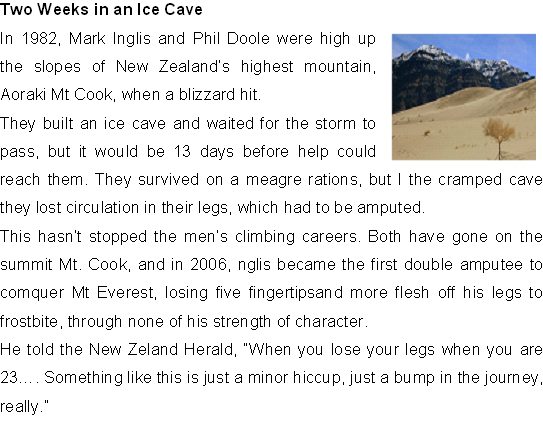 Two Weeks in an Ice Cave
In 1982, Mark Inglis and Phil Doole were high up
the slopes of New Zealand's highest mountain,
Aoraki Mt Cook, when a blizzard hit.
They built an ice cave and waited for the storm to
pass, but it would be 13 days before help could
reach them. They survived on a meagre rations, but I the cramped cave
they lost circulation in their legs, which had to be amputed.
This hasn't stopped the men's climbing careers. Both have gone on the
summit Mt. Cook, and in 2006, nglis became the first double amputee to
comquer Mt Everest, losing five fingertipsand more flesh off his legs to
frostbite, through none of his strength of character.
He told the New Zeland Herald, "When you lose your legs when you are
23…. Something like this is just a minor hiccup, just a bump in the journey,
really."